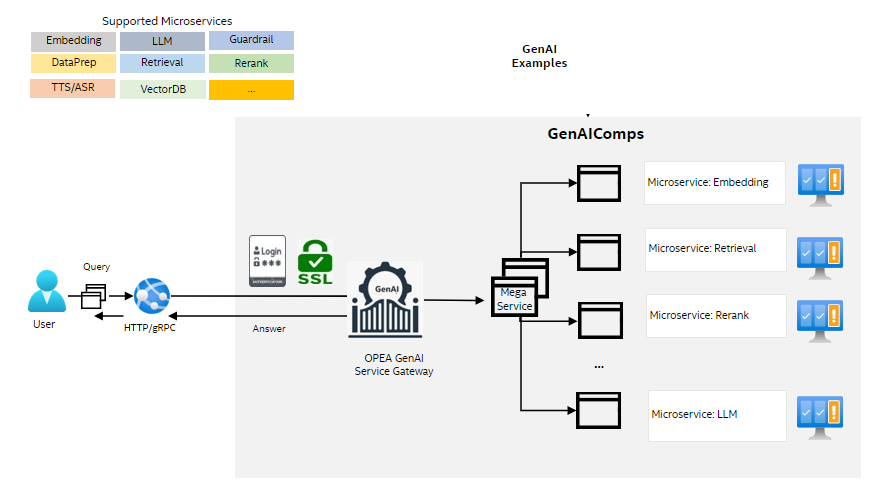 Supported Microservices
Embedding
LLM
Guardrail
DataPrep
Retrieval
Rerank
TTS/ASR
VectorDB
...
GenAI
Examples
GenAIComps
Microservice: Embedding
Login
SSL
Microservice: Retrieval
Query
GenAI
Mega
Service
Microservice: Rerank
User
HTTP/gRPC
Answer
OPEA GenAI
Service Gateway
...
Microservice: LLM